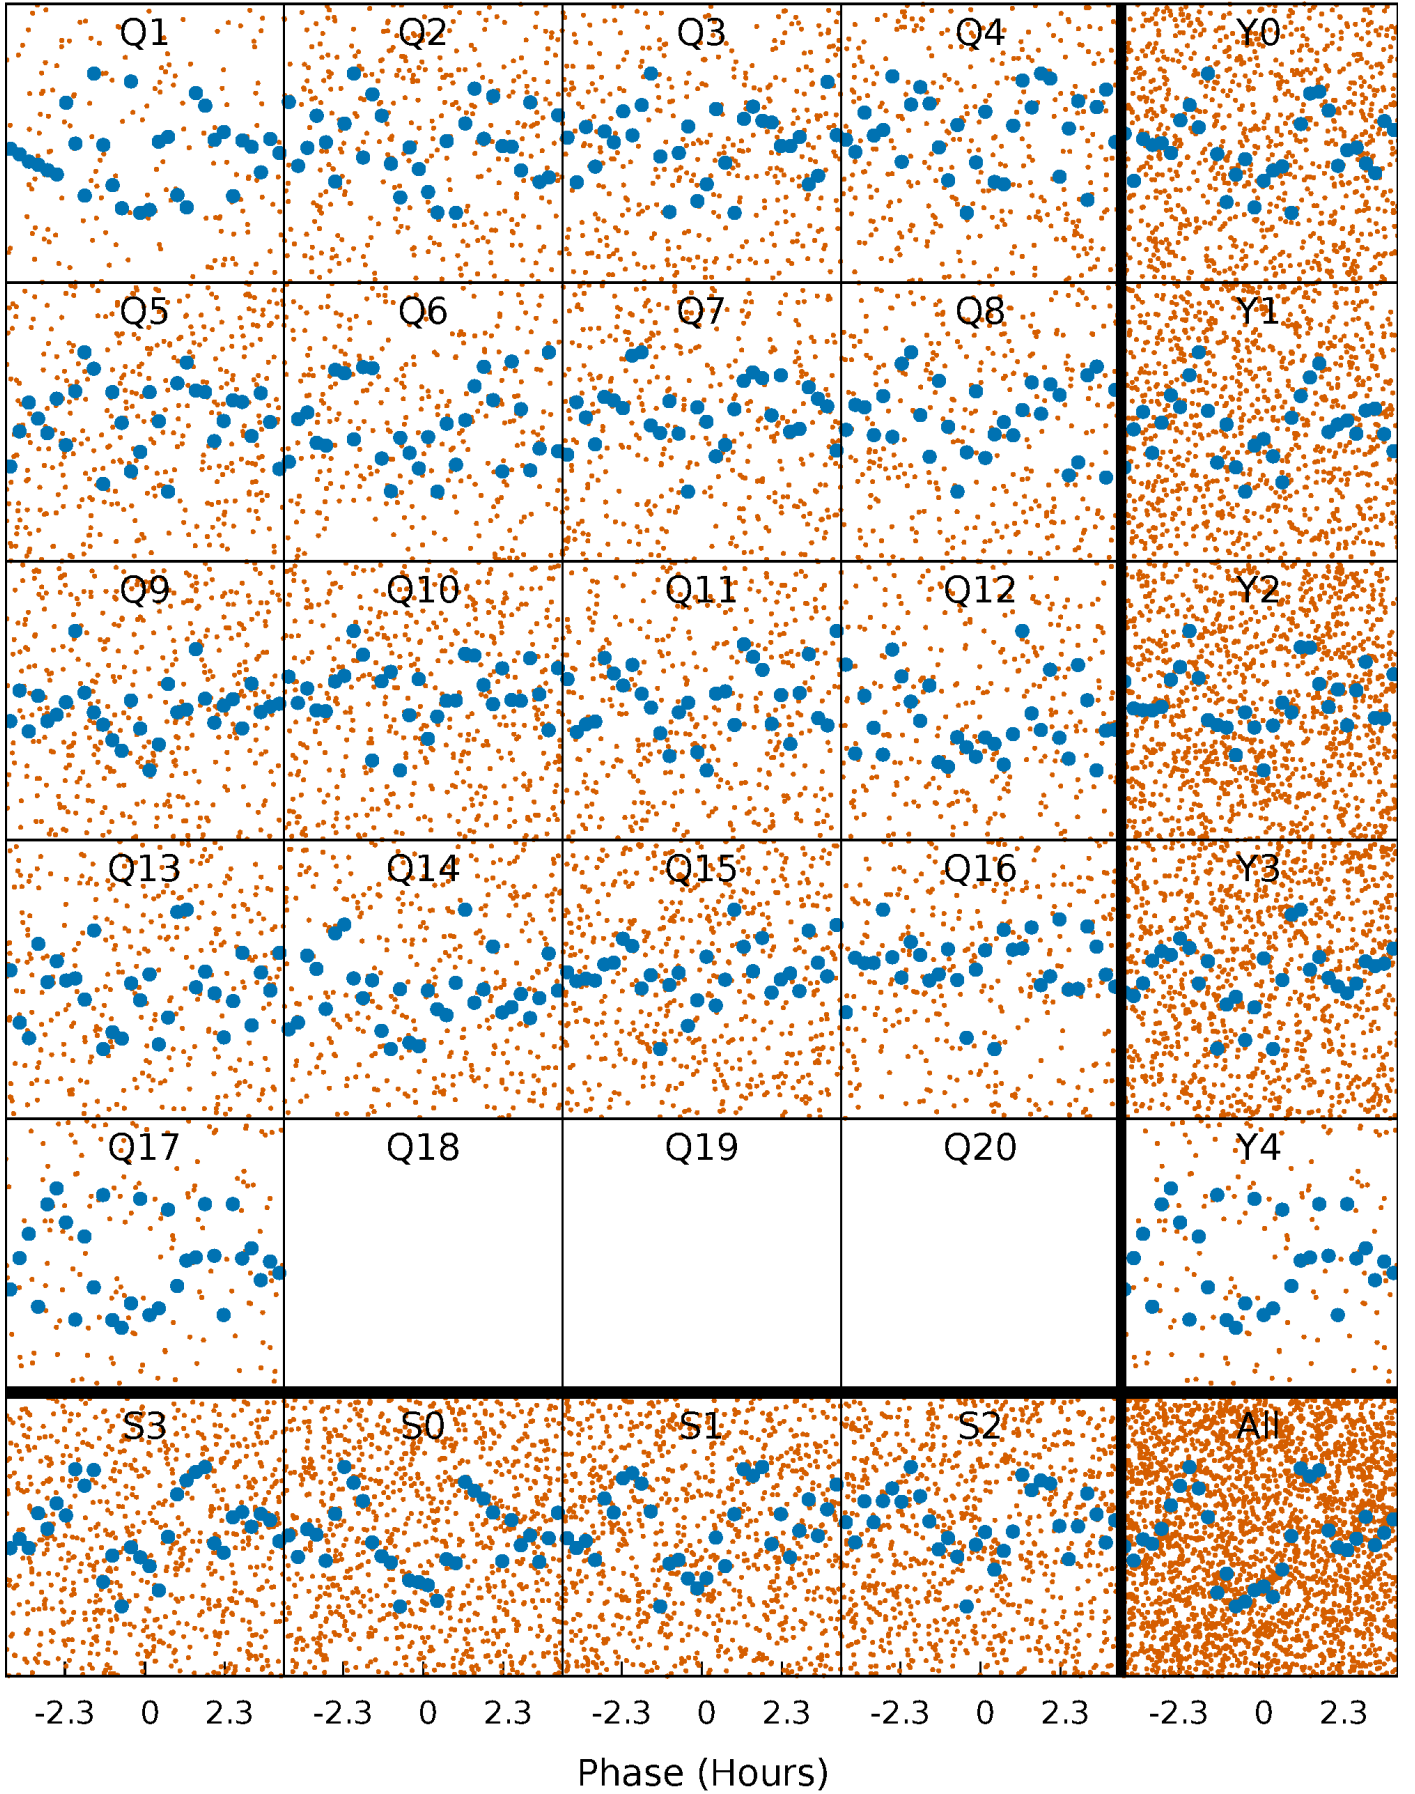 Q1 Q2 Q3 Q4 Y0
Q5 Q6 Q7 Q8 Y1
Q9 Q10 Q11 Q12 Y2
Q13 Q14 Q15 Q16 Y3
Q17 Q18 Q19 Q20 Y4
S3 S0 S1 S2 All
-2.3 0 2.3 -2.3 0 2.3 -2.3 0 2.3 -2.3 0 2.3 -2.3 0 2.3
Phase (Hours)